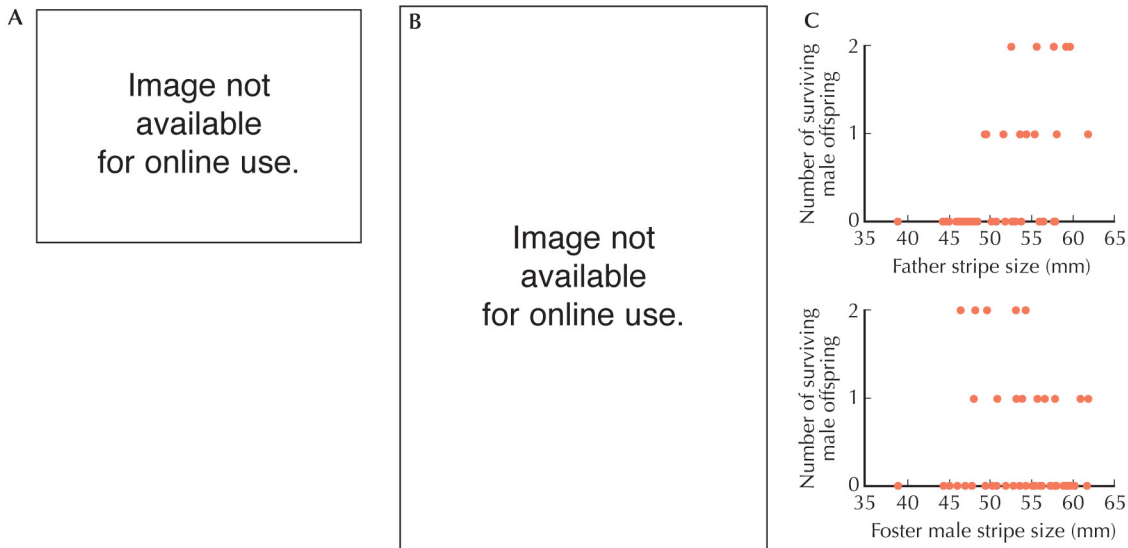 A
Image not
available
for online use.
B
Image not
available
for online use.
C
Number of surviving
male offspring
2
1
0
35 40 45 50 55 60 65
Father stripe size (mm)
Number of surviving
male offspring
2
1
0
35 40 45 50 55 60 65
Foster male stripe size (mm)